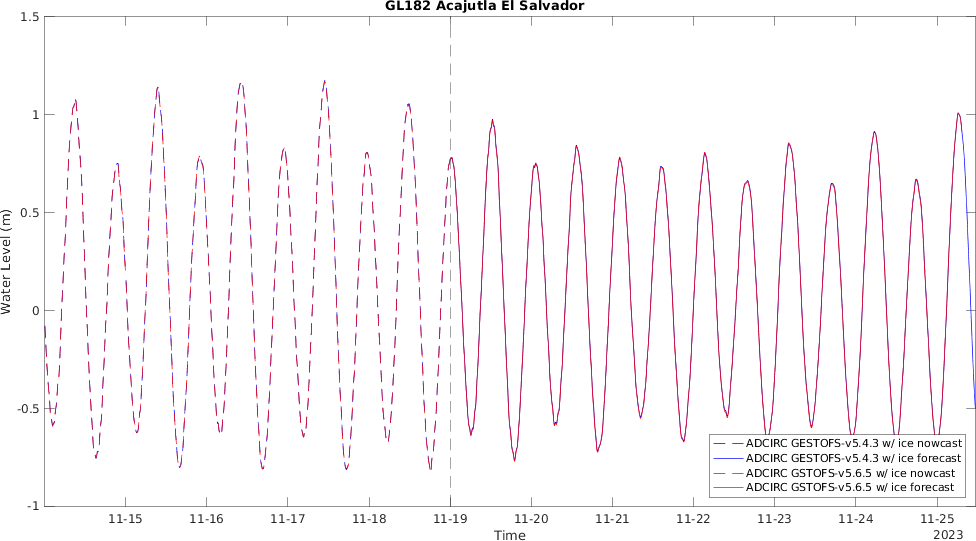 GL182 Acajutla El Salvador
1.5
1
0.5
0
-0.5
-1
Water Level (m)
11-15 11-16 11-17 11-18 11-19 11-20 11-21 11-22 11-23 11-24 11-25
Time
2023
ADCIRC GESTOFS-v5.4.3 w/ ice nowcast
ADCIRC GESTOFS-v5.4.3 w/ ice forecast
ADCIRC GSTOFS-v5.6.5 w/ ice nowcast
ADCIRC GSTOFS-v5.6.5 w/ ice forecast